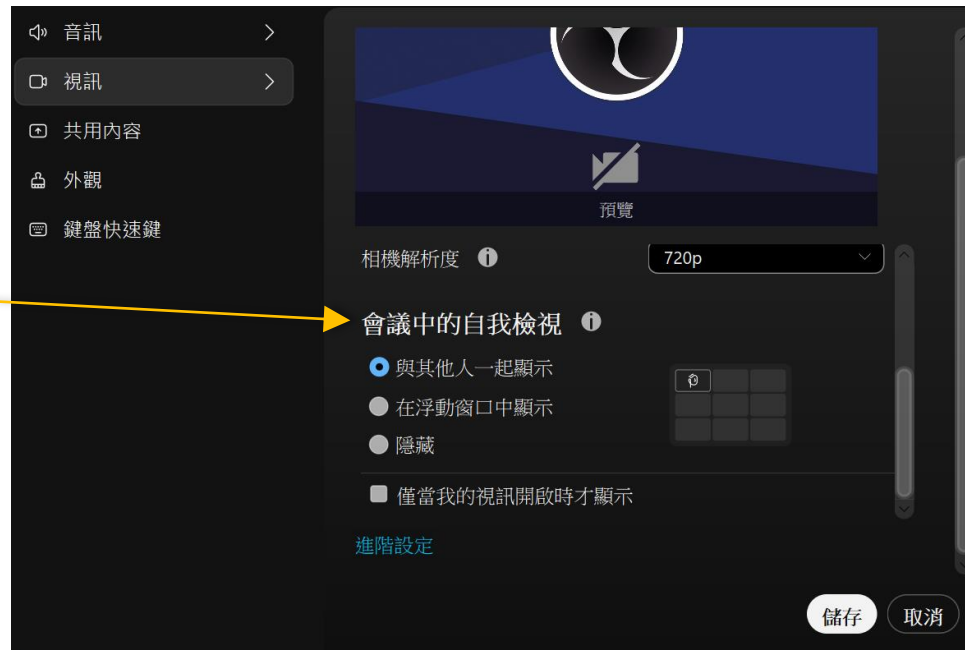 音訊
視訊
共用內容
外觀
鍵盤快速鍵
預覽
相機解析度
720p
會議中的自我檢視
與其他人一起顯示
在浮動窗口中顯示
隱藏
僅當我的視訊開啟時才顯示
進階設定
儲存
取消